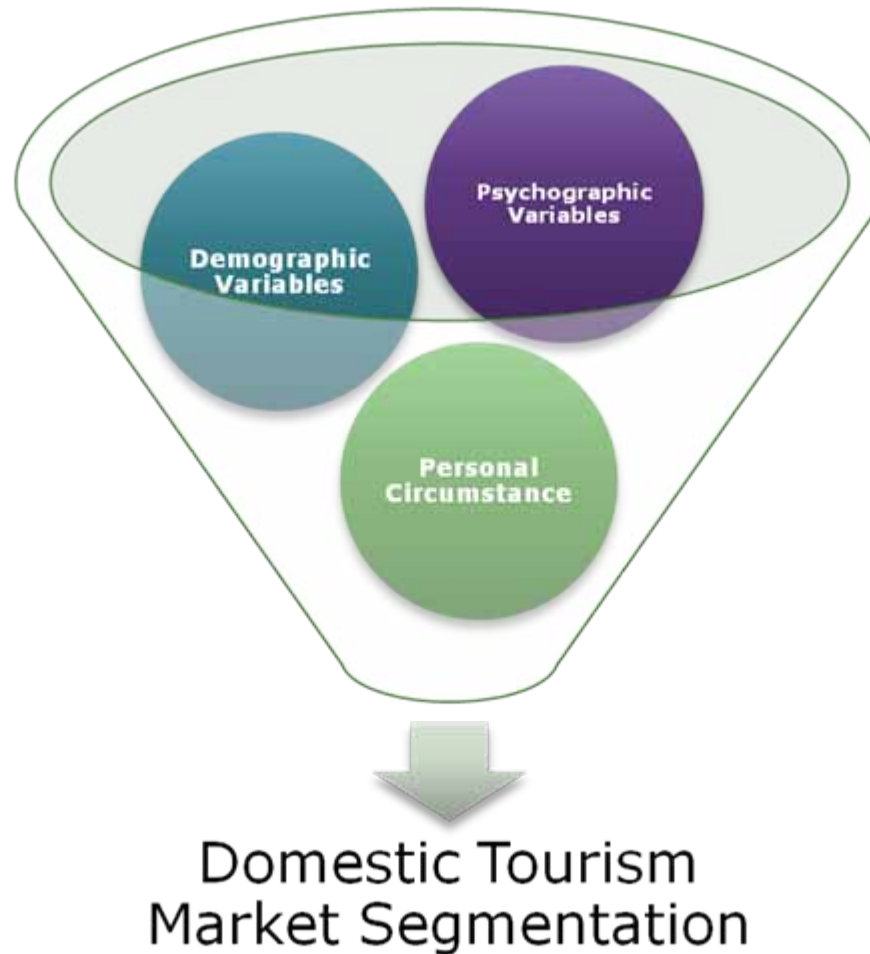 Psychographic
Variables
Demographic
Variables
Personal
Circumstance
Domestic Tourism
Market Segmentation